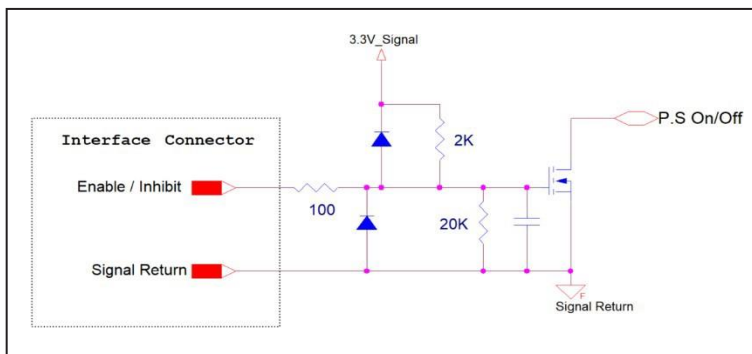 3.3V_Signal
P.S On/Off
Interface Connector
2K
Enable / Inhibit
100
20K
Signal Return
F
Signal Return